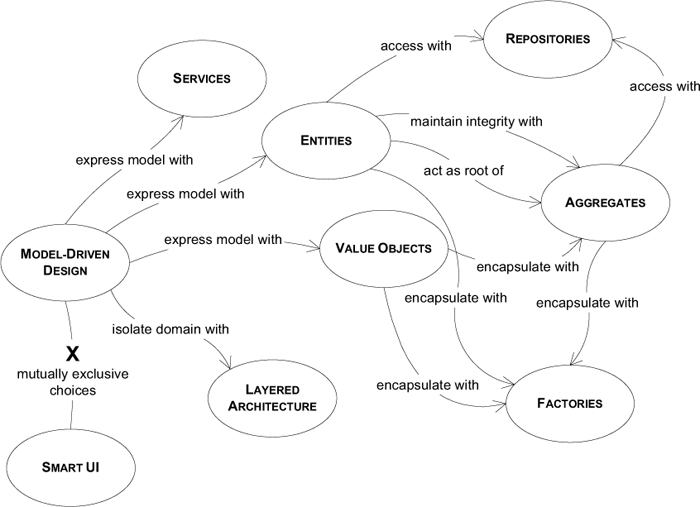 REPOSITORIES
access with
SERVICES
access with
maintain integrity with
ENTITIES
express model with
act as root of
express model with
AGGREGATES
express model with
VALUE OBJECTS
MODEL-DRIVEN
DESIGN
encapsulate with
encapsulate with
encapsulate with
isolate domain with
X
mutually exclusive
choices
encapsulate with
LAYERED
ARCHITECTURE
FACTORIES
SMART UI